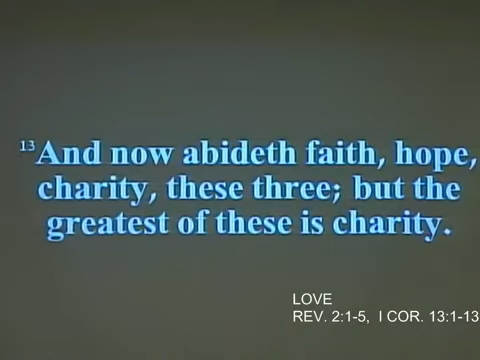 13And now abideth faith, hope,
charity, these three; but the
greatest of these is charity.
LOVE
REV. 2:1-5, I COR. 13:1-13